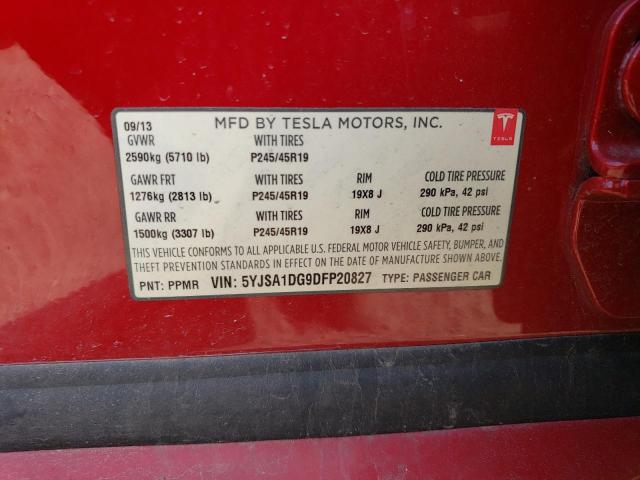 09/13 MFD BY TESLA MOTORS, INC.
GVWR WITH TIRES
2590kg (5710 lb) P245/45R19
TESLA
GAWR FRT WITH TIRES RIM COLD TIRE PRESSURE
1276kg (2813 lb) P245/45R19 19X8 J 290 kPa, 42 psi
GAWR RR WITH TIRES RIM COLD TIRE PRESSURE
1500kg (3307 lb) P245/45R19 19X8 J 290 kPa, 42 psi
THIS VEHICLE CONFORMS TO ALL APPLICABLE U.S. FEDERAL MOTOR VEHICLE SAFETY, BUMPER, AND
THEFT PREVENTION STANDARDS IN EFFECT ON THE DATE OF MANUFACTURE SHOWN ABOVE.
PNT: PPMR VIN: 5YJSA1DG9DFP20827 TYPE: PASSENGER CAR